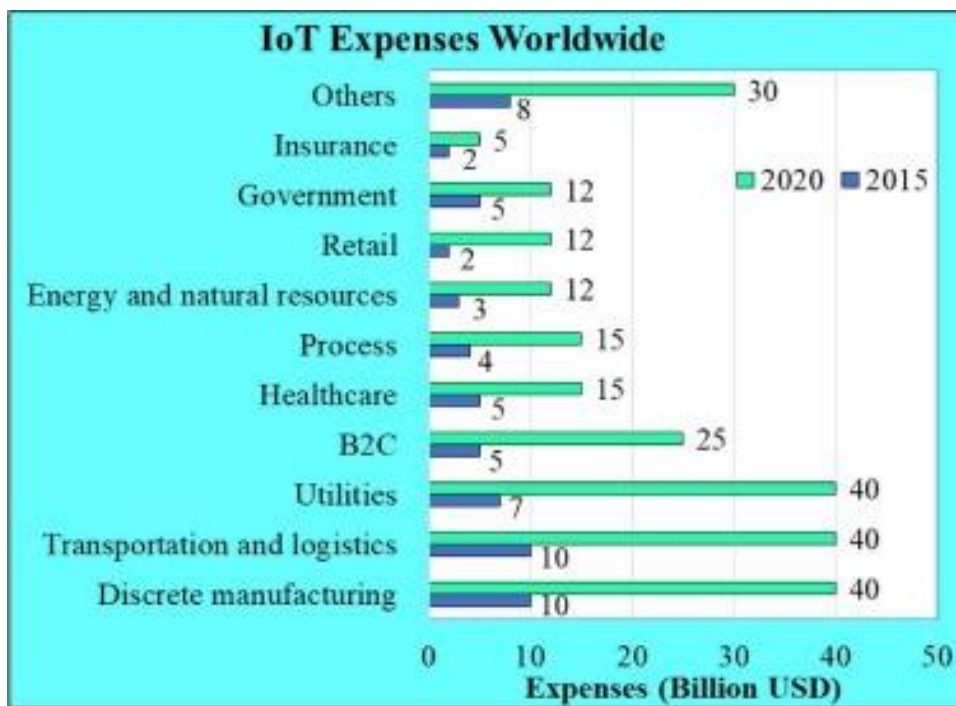 IoT Expenses Worldwide
Others 30
8
Insurance 5
2
Government 12
5
Retail 12
2
Energy and natural resources 12
3
Process 15
4
Healthcare 15
5
B2C 25
5
Utilities 40
7
Transportation and logistics 40
10
Discrete manufacturing 40
10
2020 2015
0 10 20 30 40 50
Expenses (Billion USD)